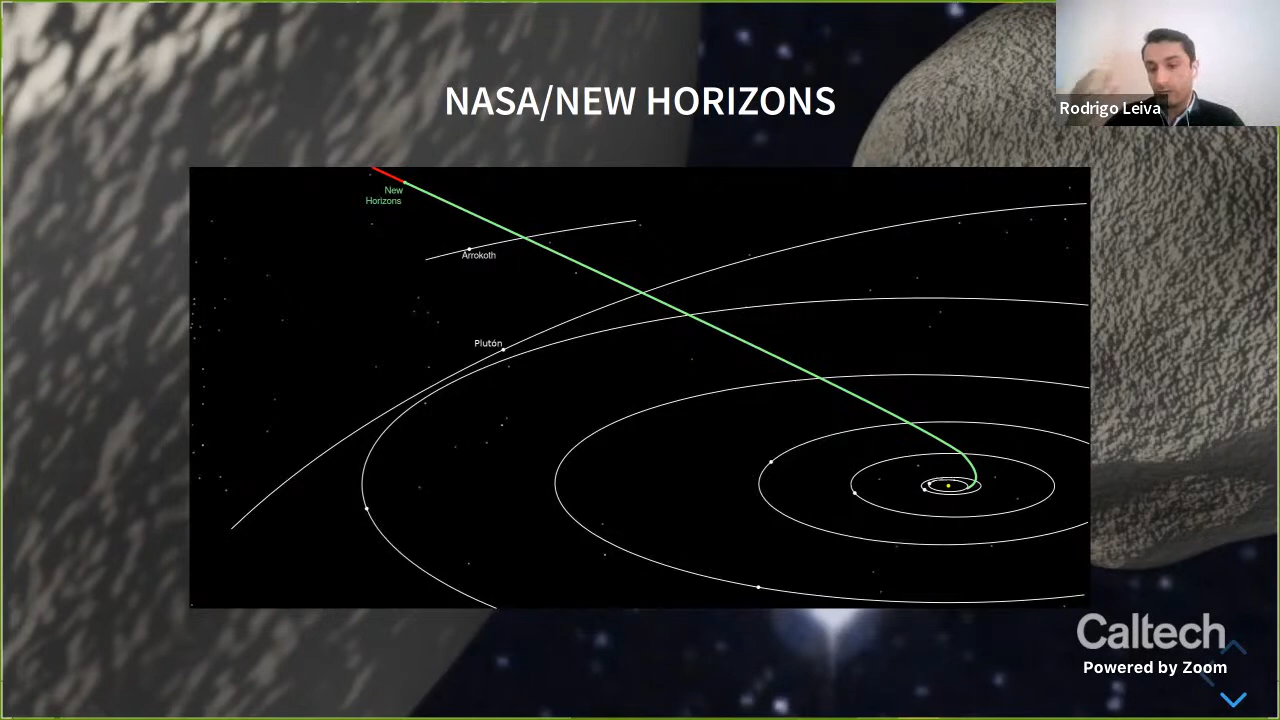 NASA/NEW HORIZONS
Rodrigo Leiva
New
Horizons
Arrokoth
Plutón
Caltech
Powered by Zoom